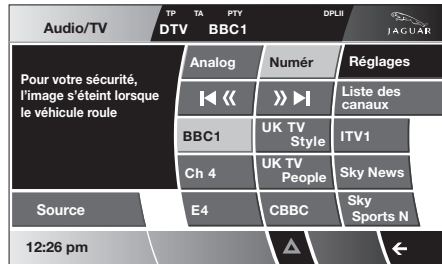 Audio/TV
TP TA PTY DPLII
DTV BBC1
JAGUAR
Pour votre sécurité,
l'image s'éteint lorsque
le véhicule roule
Analog
Numér
Réglages
Liste des
canaux
BBC1
UK TV
Style
ITV1
Ch 4
UK TV
People
Sky News
Source
E4
CBBC
Sky
Sports N
12:26 pm